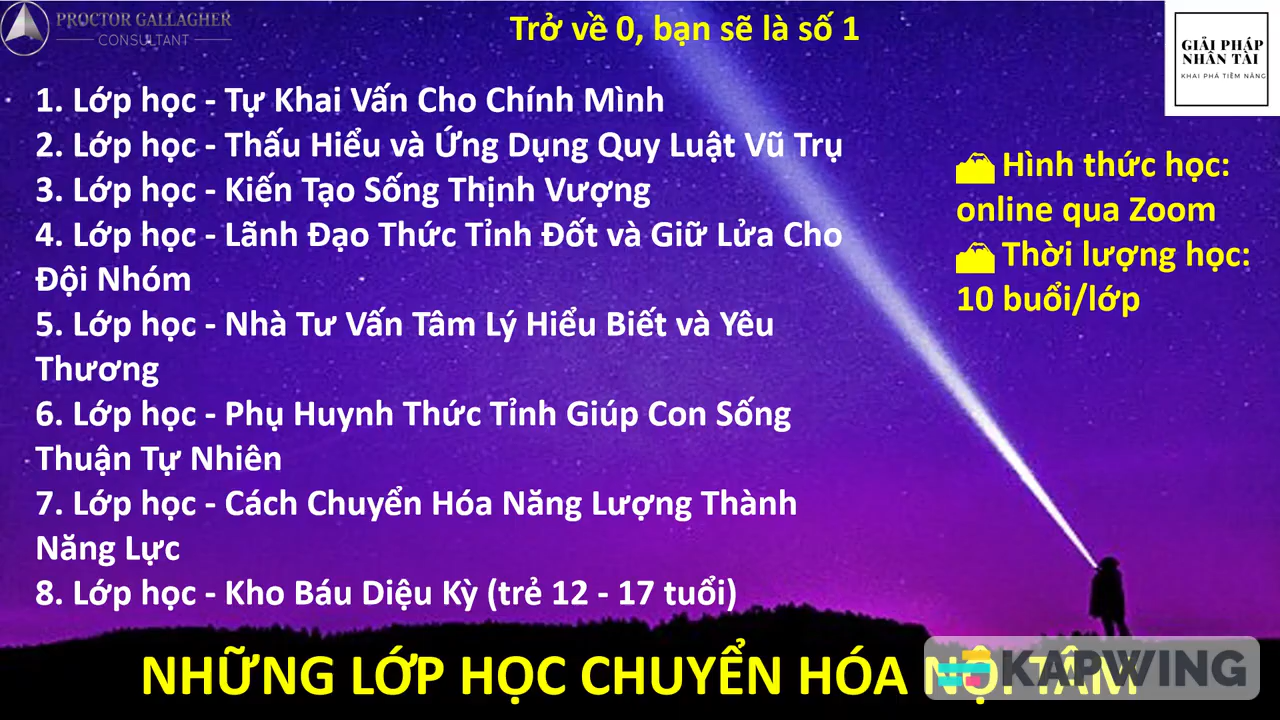 PROCTOR GALLAGHER
CONSULTANT
Trở về 0, bạn sẽ là số 1
GIẢI PHÁP
NHÂN TÀI
KHAI PHÁ TIỀM NĂNG
1. Lớp học - Tự Khai Vấn Cho Chính Mình
2. Lớp học - Thấu Hiểu và Ứng Dụng Quy Luật Vũ Trụ
3. Lớp học - Kiến Tạo Sống Thịnh Vượng
4. Lớp học - Lãnh Đạo Thức Tỉnh Đốt và Giữ Lửa Cho
Đội Nhóm
5. Lớp học - Nhà Tư Vấn Tâm Lý Hiểu Biết và Yêu
Thương
6. Lớp học - Phụ Huynh Thức Tỉnh Giúp Con Sống
Thuận Tự Nhiên
7. Lớp học - Cách Chuyển Hóa Năng Lượng Thành
Năng Lực
8. Lớp học - Kho Báu Diệu Kỳ (trẻ 12 - 17 tuổi)
Hình thức học:
online qua Zoom
Thời lượng học:
10 buổi/lớp
NHỮNG LỚP HỌC CHUYỂN HÓA NỘI TÂM
KAPWING